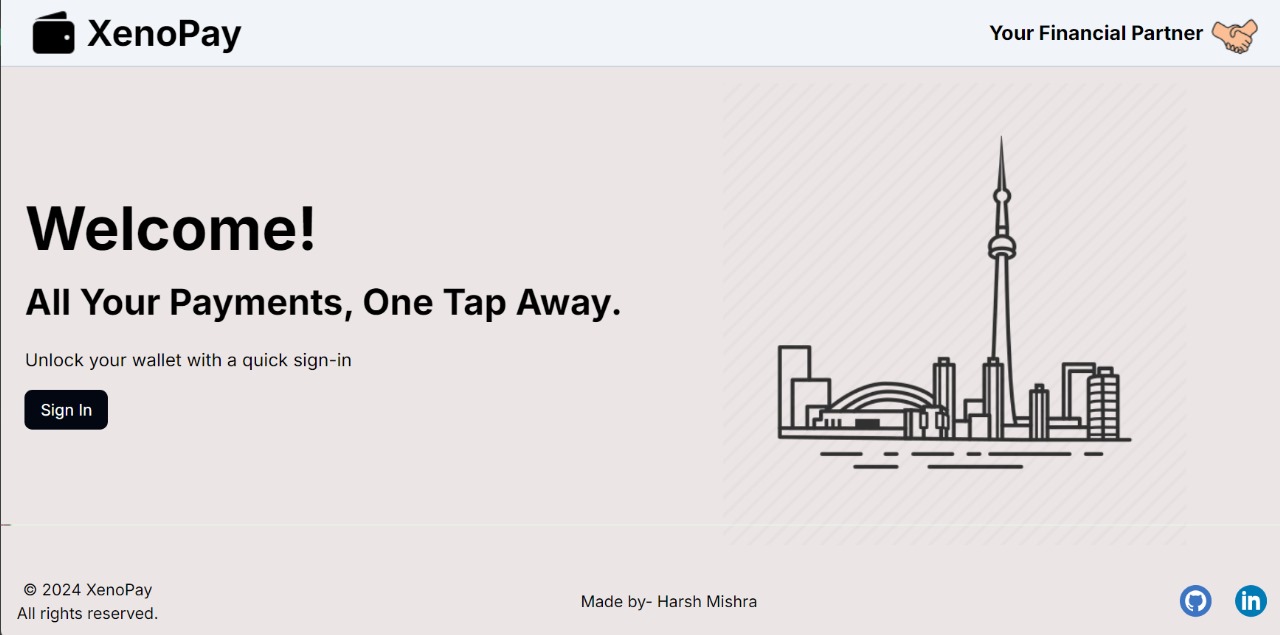 XenoPay
Your Financial Partner
Welcome!
All Your Payments, One Tap Away.
Unlock your wallet with a quick sign-in
Sign In
© 2024 XenoPay
All rights reserved.
Made by- Harsh Mishra
in